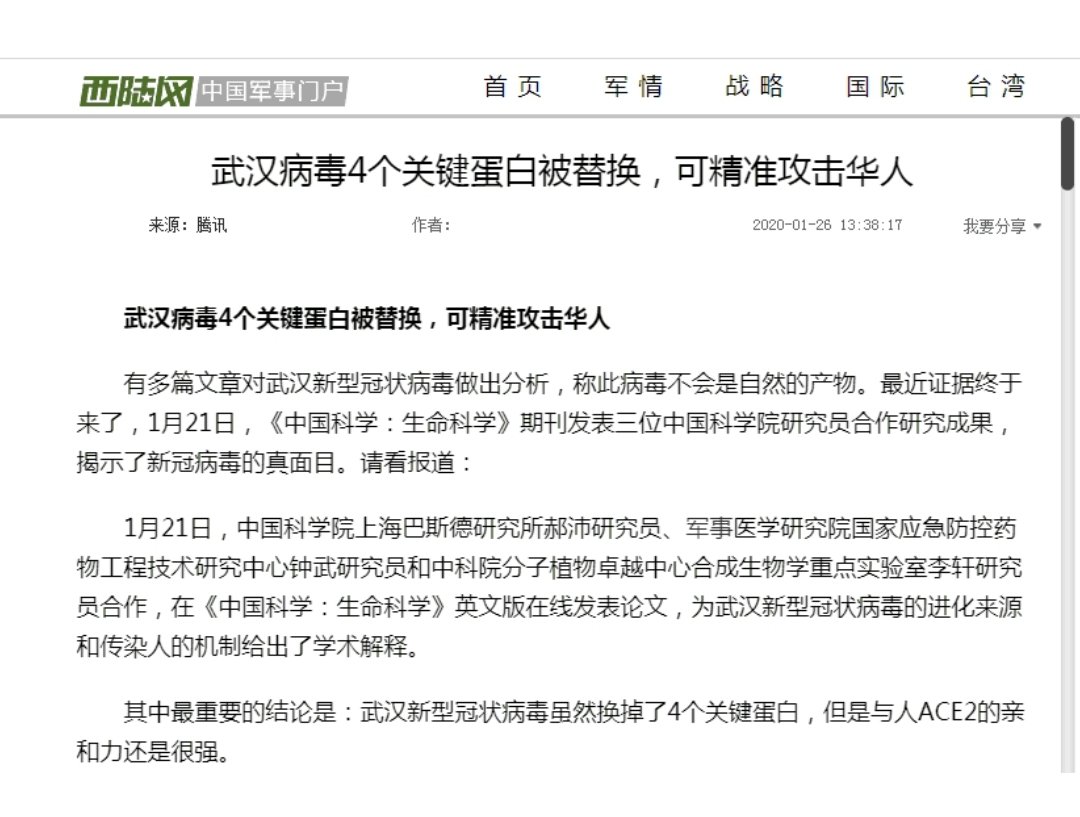 西陆网 中国军事门户 首页 军情 战略 国际 台湾
武汉病毒4个关键蛋白被替换，可精准攻击华人
来源：腾讯 作者： 2020-01-26 13:38:17 我要分享
武汉病毒4个关键蛋白被替换，可精准攻击华人
有多篇文章对武汉新型冠状病毒做出分析，称此病毒不会是自然的产物。最近证据终于
来了，1月21日，《中国科学：生命科学》期刊发表三位中国科学院研究员合作研究成果，
揭示了新冠病毒的真面目。请看报道：
1月21日，中国科学院上海巴斯德研究所郝沛研究员、军事医学研究院国家应急防控药
物工程技术研究中心钟武研究员和中科院分子植物卓越中心合成生物学重点实验室李轩研究
员合作，在《中国科学：生命科学》英文版在线发表论文，为武汉新型冠状病毒的进化来源
和传染人的机制给出了学术解释。
其中最重要的结论是：武汉新型冠状病毒虽然换掉了4个关键蛋白，但是与人ACE2的亲
和力还是很强。